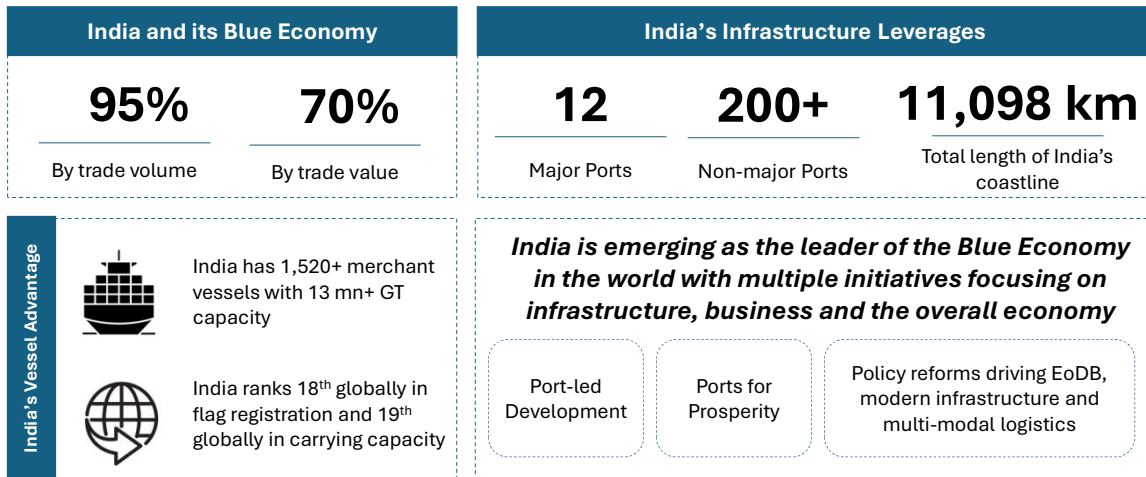 India and its Blue Economy
95%
By trade volume
70%
By trade value
India's Infrastructure Leverages
12
Major Ports
200+
Non-major Ports
11,098 km
Total length of India's
coastline
India's Vessel Advantage
India has 1,520+ merchant
vessels with 13 mn+ GT
capacity
India ranks 18th globally in
flag registration and 19th
globally in carrying capacity
India is emerging as the leader of the Blue Economy
in the world with multiple initiatives focusing on
infrastructure, business and the overall economy
Port-led
Development
Ports for
Prosperity
Policy reforms driving EoDB,
modern infrastructure and
multi-modal logistics